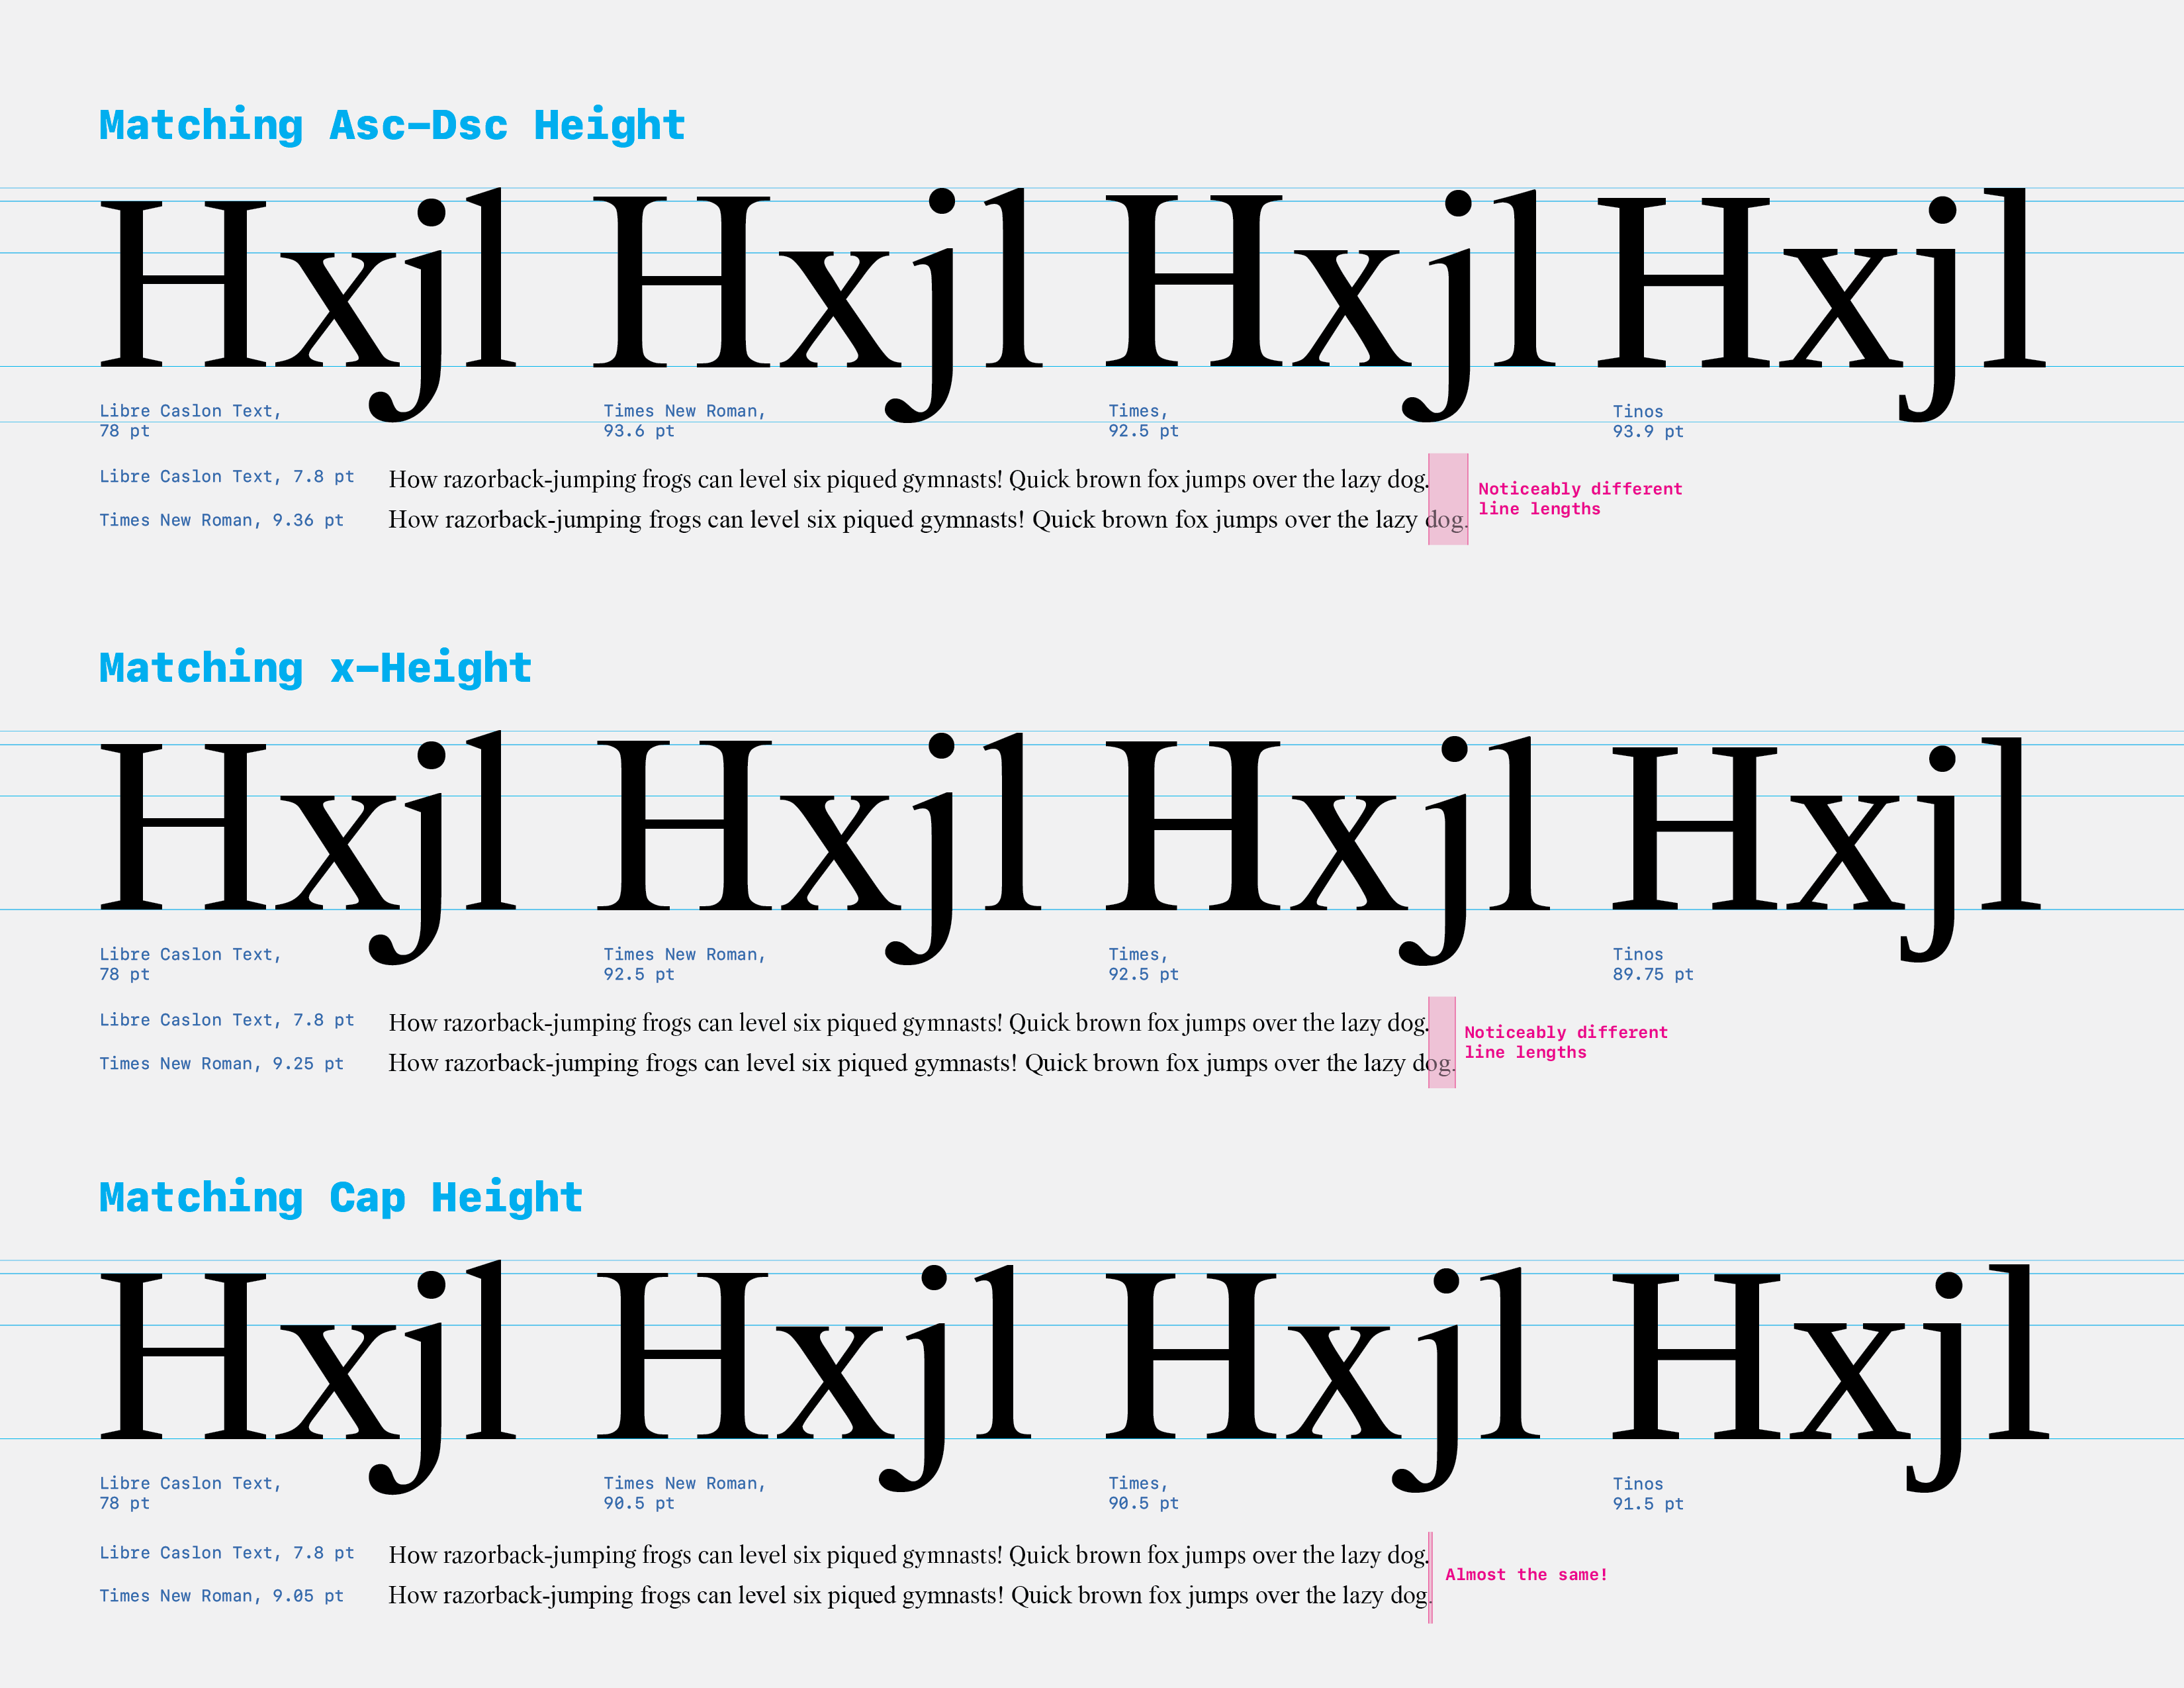 Matching Asc-Dsc Height
Hxjl Hxjl Hxjl Hxjl
Libre Caslon Text,
78 pt
Times New Roman,
93.6 pt
Times,
92.5 pt
Tinos
93.9 pt
Libre Caslon Text, 7.8 pt
How razorback-jumping frogs can level six piqued gymnasts! Quick brown fox jumps over the lazy dog.
Times New Roman, 9.36 pt
How razorback-jumping frogs can level six piqued gymnasts! Quick brown fox jumps over the lazy dog.
Noticeably different
line lengths
Matching x-Height
Hxjl Hxjl Hxjl Hxjl
Libre Caslon Text,
78 pt
Times New Roman,
92.5 pt
Times,
92.5 pt
Tinos
89.75 pt
Libre Caslon Text, 7.8 pt
How razorback-jumping frogs can level six piqued gymnasts! Quick brown fox jumps over the lazy dog.
Times New Roman, 9.25 pt
How razorback-jumping frogs can level six piqued gymnasts! Quick brown fox jumps over the lazy dog.
Noticeably different
line lengths
Matching Cap Height
Hxjl Hxjl Hxjl Hxjl
Libre Caslon Text,
78 pt
Times New Roman,
90.5 pt
Times,
90.5 pt
Tinos
91.5 pt
Libre Caslon Text, 7.8 pt
How razorback-jumping frogs can level six piqued gymnasts! Quick brown fox jumps over the lazy dog.
Times New Roman, 9.05 pt
How razorback-jumping frogs can level six piqued gymnasts! Quick brown fox jumps over the lazy dog.
Almost the same!